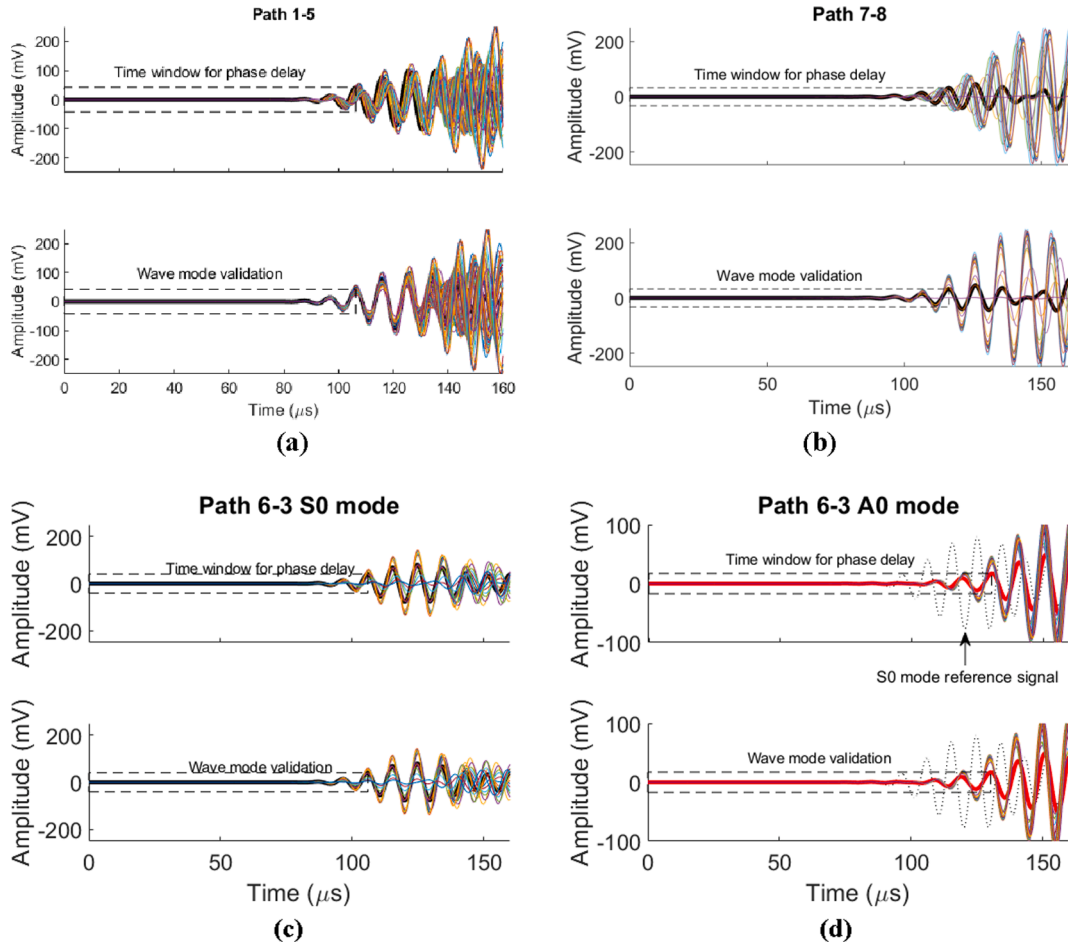 Path 1-5
Amplitude (mV)
200
100
0
-100
-200
Time window for phase delay
Amplitude (mV)
200
100
0
-100
-200
Wave mode validation
0 20 40 60 80 100 120 140 160
Time (μs)
(a)
Path 7-8
Amplitude (mV)
200
0
-200
Time window for phase delay
Amplitude (mV)
200
0
-200
Wave mode validation
0 50 100 150
Time (μs)
(b)
Path 6-3 S0 mode
Amplitude (mV)
200
0
-200
Time window for phase delay
Amplitude (mV)
200
0
-200
Wave mode validation
0 50 100 150
Time (μs)
(c)
Path 6-3 A0 mode
Amplitude (mV)
100
0
-100
Time window for phase delay
S0 mode reference signal
Amplitude (mV)
100
0
-100
Wave mode validation
0 50 100 150
Time (μs)
(d)